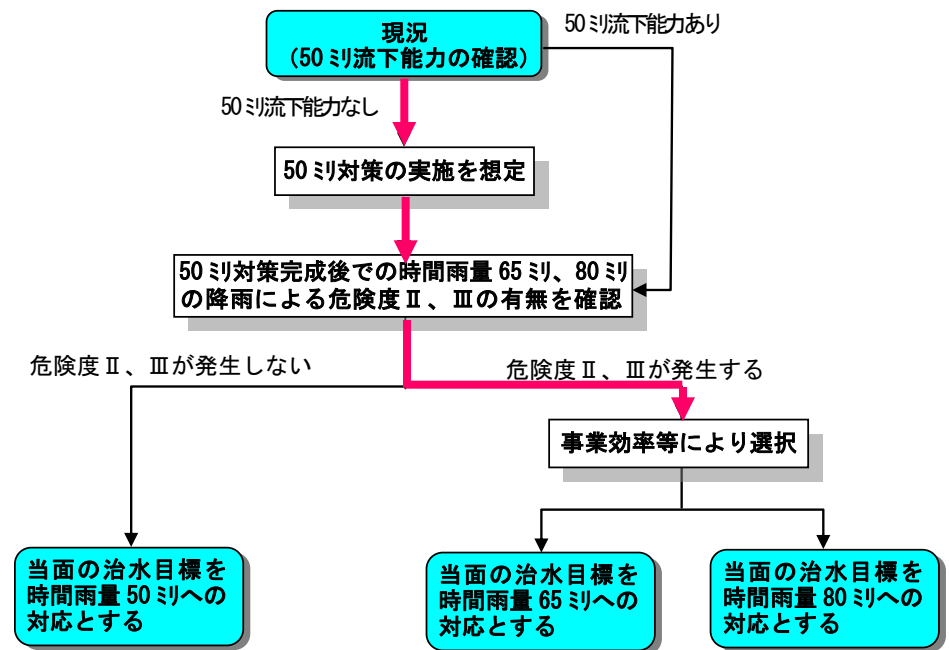 現況
(50ミリ流下能力の確認)
50ミリ流下能力あり
50ミリ流下能力なし
50ミリ対策の実施を想定
50ミリ対策完成後での時間雨量65ミリ、80ミリ
の降雨による危険度Ⅱ、Ⅲの有無を確認
危険度Ⅱ、Ⅲが発生しない
危険度Ⅱ、Ⅲが発生する
事業効率等により選択
当面の治水目標を
時間雨量50ミリへの
対応とする
当面の治水目標を
時間雨量65ミリへの
対応とする
当面の治水目標を
時間雨量80ミリへの
対応とする